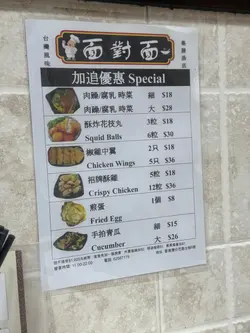 台灣風味
面對面
加追優惠 Special
肉絲/腐乳 時菜 細 $18
肉絲/腐乳 時菜 大 $28
酥炸花枝丸 3粒 $18
Squid Balls 6粒 $30
椒鹽中翼 2只 $18
Chicken Wings 5只 $36
招牌酥雞 5粒 $18
Crispy Chicken 12粒 $36
煎蛋 1個 $8
Fried Egg
手拍青瓜 細 $15
Cucumber 大 $26